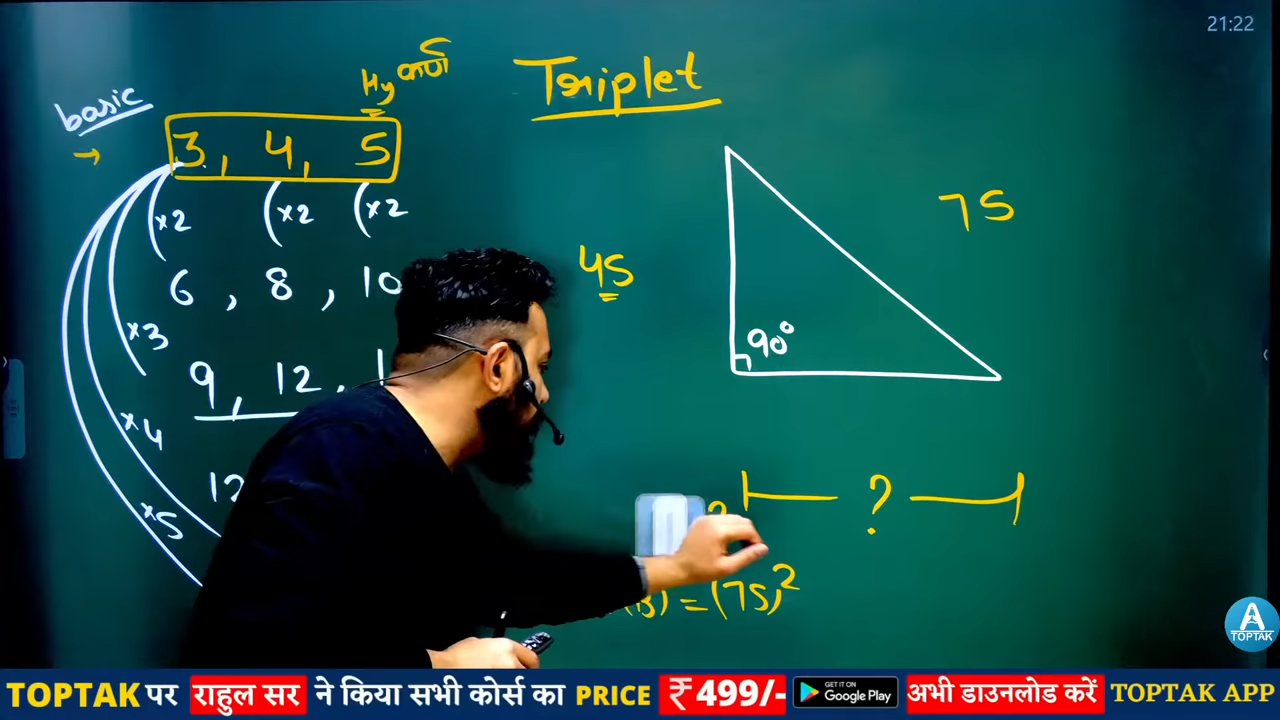 21:22
Hy कर्ण
Triplet
basic
→ 3, 4, 5
×2 ×2 ×2
75
45
6, 8, 10
×3
90°
9, 12,
×4
12
×5
?
= (75)²
A TOPTAK
TOPTAK पर राहुल सर ने किया सभी कोर्स का PRICE ₹499/- GET IT ON Google Play अभी डाउनलोड करें TOPTAK APP